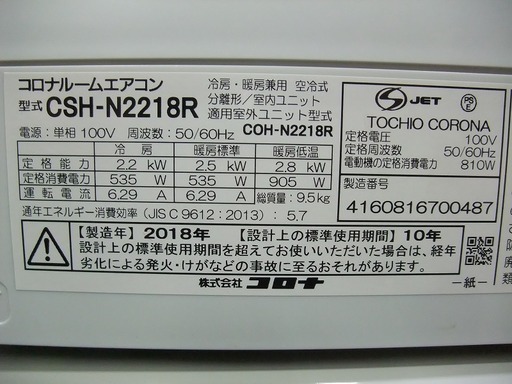 コロナルームエアコン
型式 CSH-N2218R
冷房・暖房兼用 空冷式
分離形／室内ユニット
適用室外ユニット型式
COH-N2218R
電源：単相100V 周波数：50/60Hz
冷房 暖房標準 暖房低温
定格能力 2.2 kW 2.5 kW 2.8 kW
定格消費電力 535 W 535 W 905 W
運転電流 6.29 A 6.29 A 総質量：9.5kg
通年エネルギー消費効率（JIS C 9612：2013）：5.7
【製造年】2018年 【設計上の標準使用期間】10年
設計上の標準使用期間を超えてお使いいただいた場合は、経年
劣化による発火・けがなどの事故に至るおそれがあります。
株式会社 コロナ
S JET PS E
TOCHIO CORONA
定格電圧 100V
定格周波数 50/60Hz
電動機の定格消費電力 810W
製造番号
4160816700487
－紙－